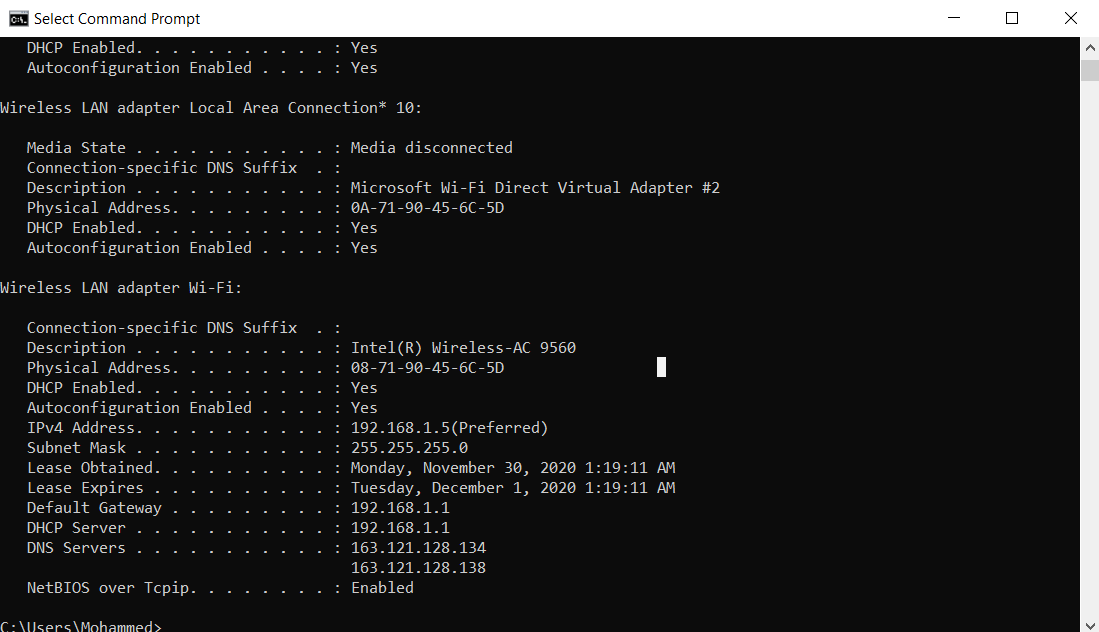 Select Command Prompt
   DHCP Enabled. . . . . . . . . . . : Yes
   Autoconfiguration Enabled . . . . : Yes
Wireless LAN adapter Local Area Connection* 10:
   Media State . . . . . . . . . . . : Media disconnected
   Connection-specific DNS Suffix  . :
   Description . . . . . . . . . . . : Microsoft Wi-Fi Direct Virtual Adapter #2
   Physical Address. . . . . . . . . : 0A-71-90-45-6C-5D
   DHCP Enabled. . . . . . . . . . . : Yes
   Autoconfiguration Enabled . . . . : Yes
Wireless LAN adapter Wi-Fi:
   Connection-specific DNS Suffix  . :
   Description . . . . . . . . . . . : Intel(R) Wireless-AC 9560
   Physical Address. . . . . . . . . : 08-71-90-45-6C-5D
   DHCP Enabled. . . . . . . . . . . : Yes
   Autoconfiguration Enabled . . . . : Yes
   IPv4 Address. . . . . . . . . . . : 192.168.1.5(Preferred)
   Subnet Mask . . . . . . . . . . . : 255.255.255.0
   Lease Obtained. . . . . . . . . . : Monday, November 30, 2020 1:19:11 AM
   Lease Expires . . . . . . . . . . : Tuesday, December 1, 2020 1:19:11 AM
   Default Gateway . . . . . . . . . : 192.168.1.1
   DHCP Server . . . . . . . . . . . : 192.168.1.1
   DNS Servers . . . . . . . . . . . : 163.121.128.134
                                       163.121.128.138
   NetBIOS over Tcpip. . . . . . . . : Enabled
C:\Users\Mohammed>